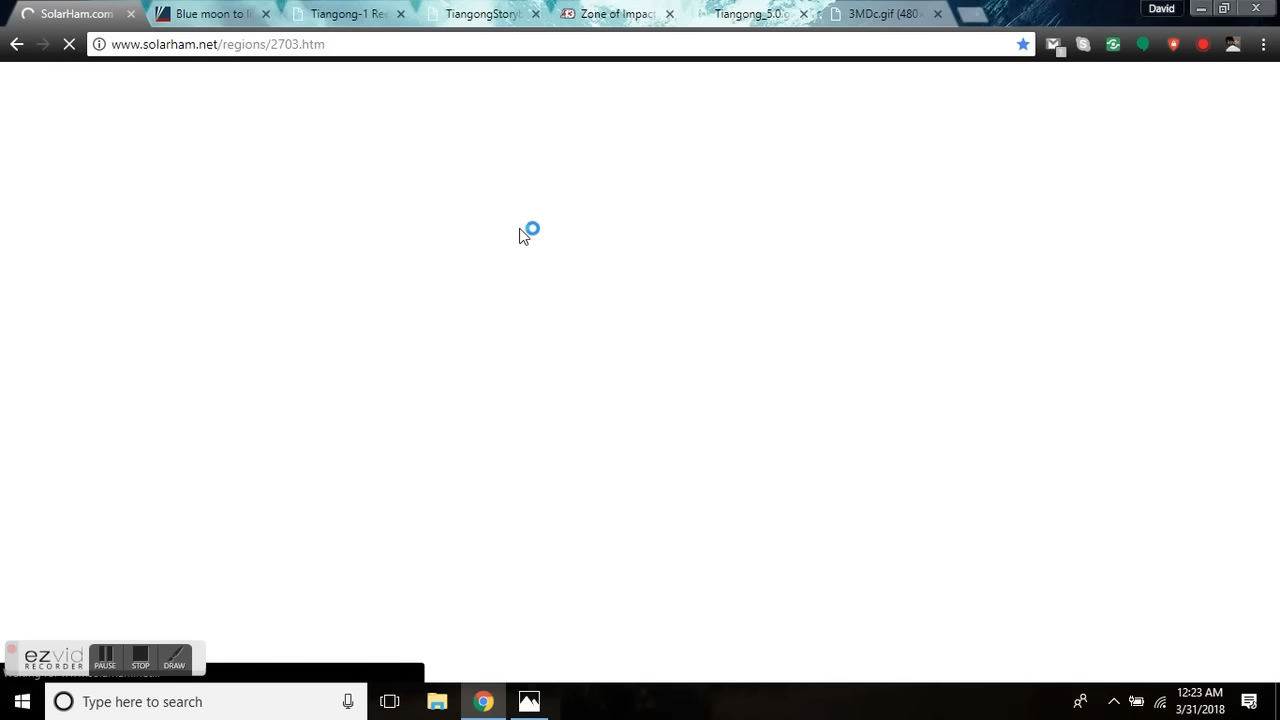 SolarHam.com
Blue moon to li
Tiangong-1 Re
TiangongStoryb
Zone of Impact
Tiangong_5.0.g
3MDc.gif (480
David
www.solarham.net/regions/2703.htm
1
ezvid
RECORDER
PAUSE
STOP
DRAW
Type here to search
12:23 AM
3/31/2018